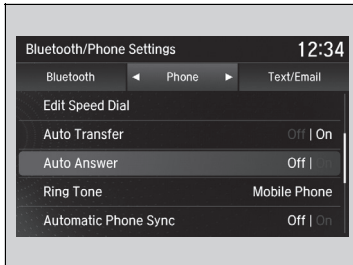 Bluetooth/Phone Settings 12:34
Bluetooth ◄ Phone ► Text/Email
Edit Speed Dial
Auto Transfer Off | On
Auto Answer Off | On
Ring Tone Mobile Phone
Automatic Phone Sync Off | On